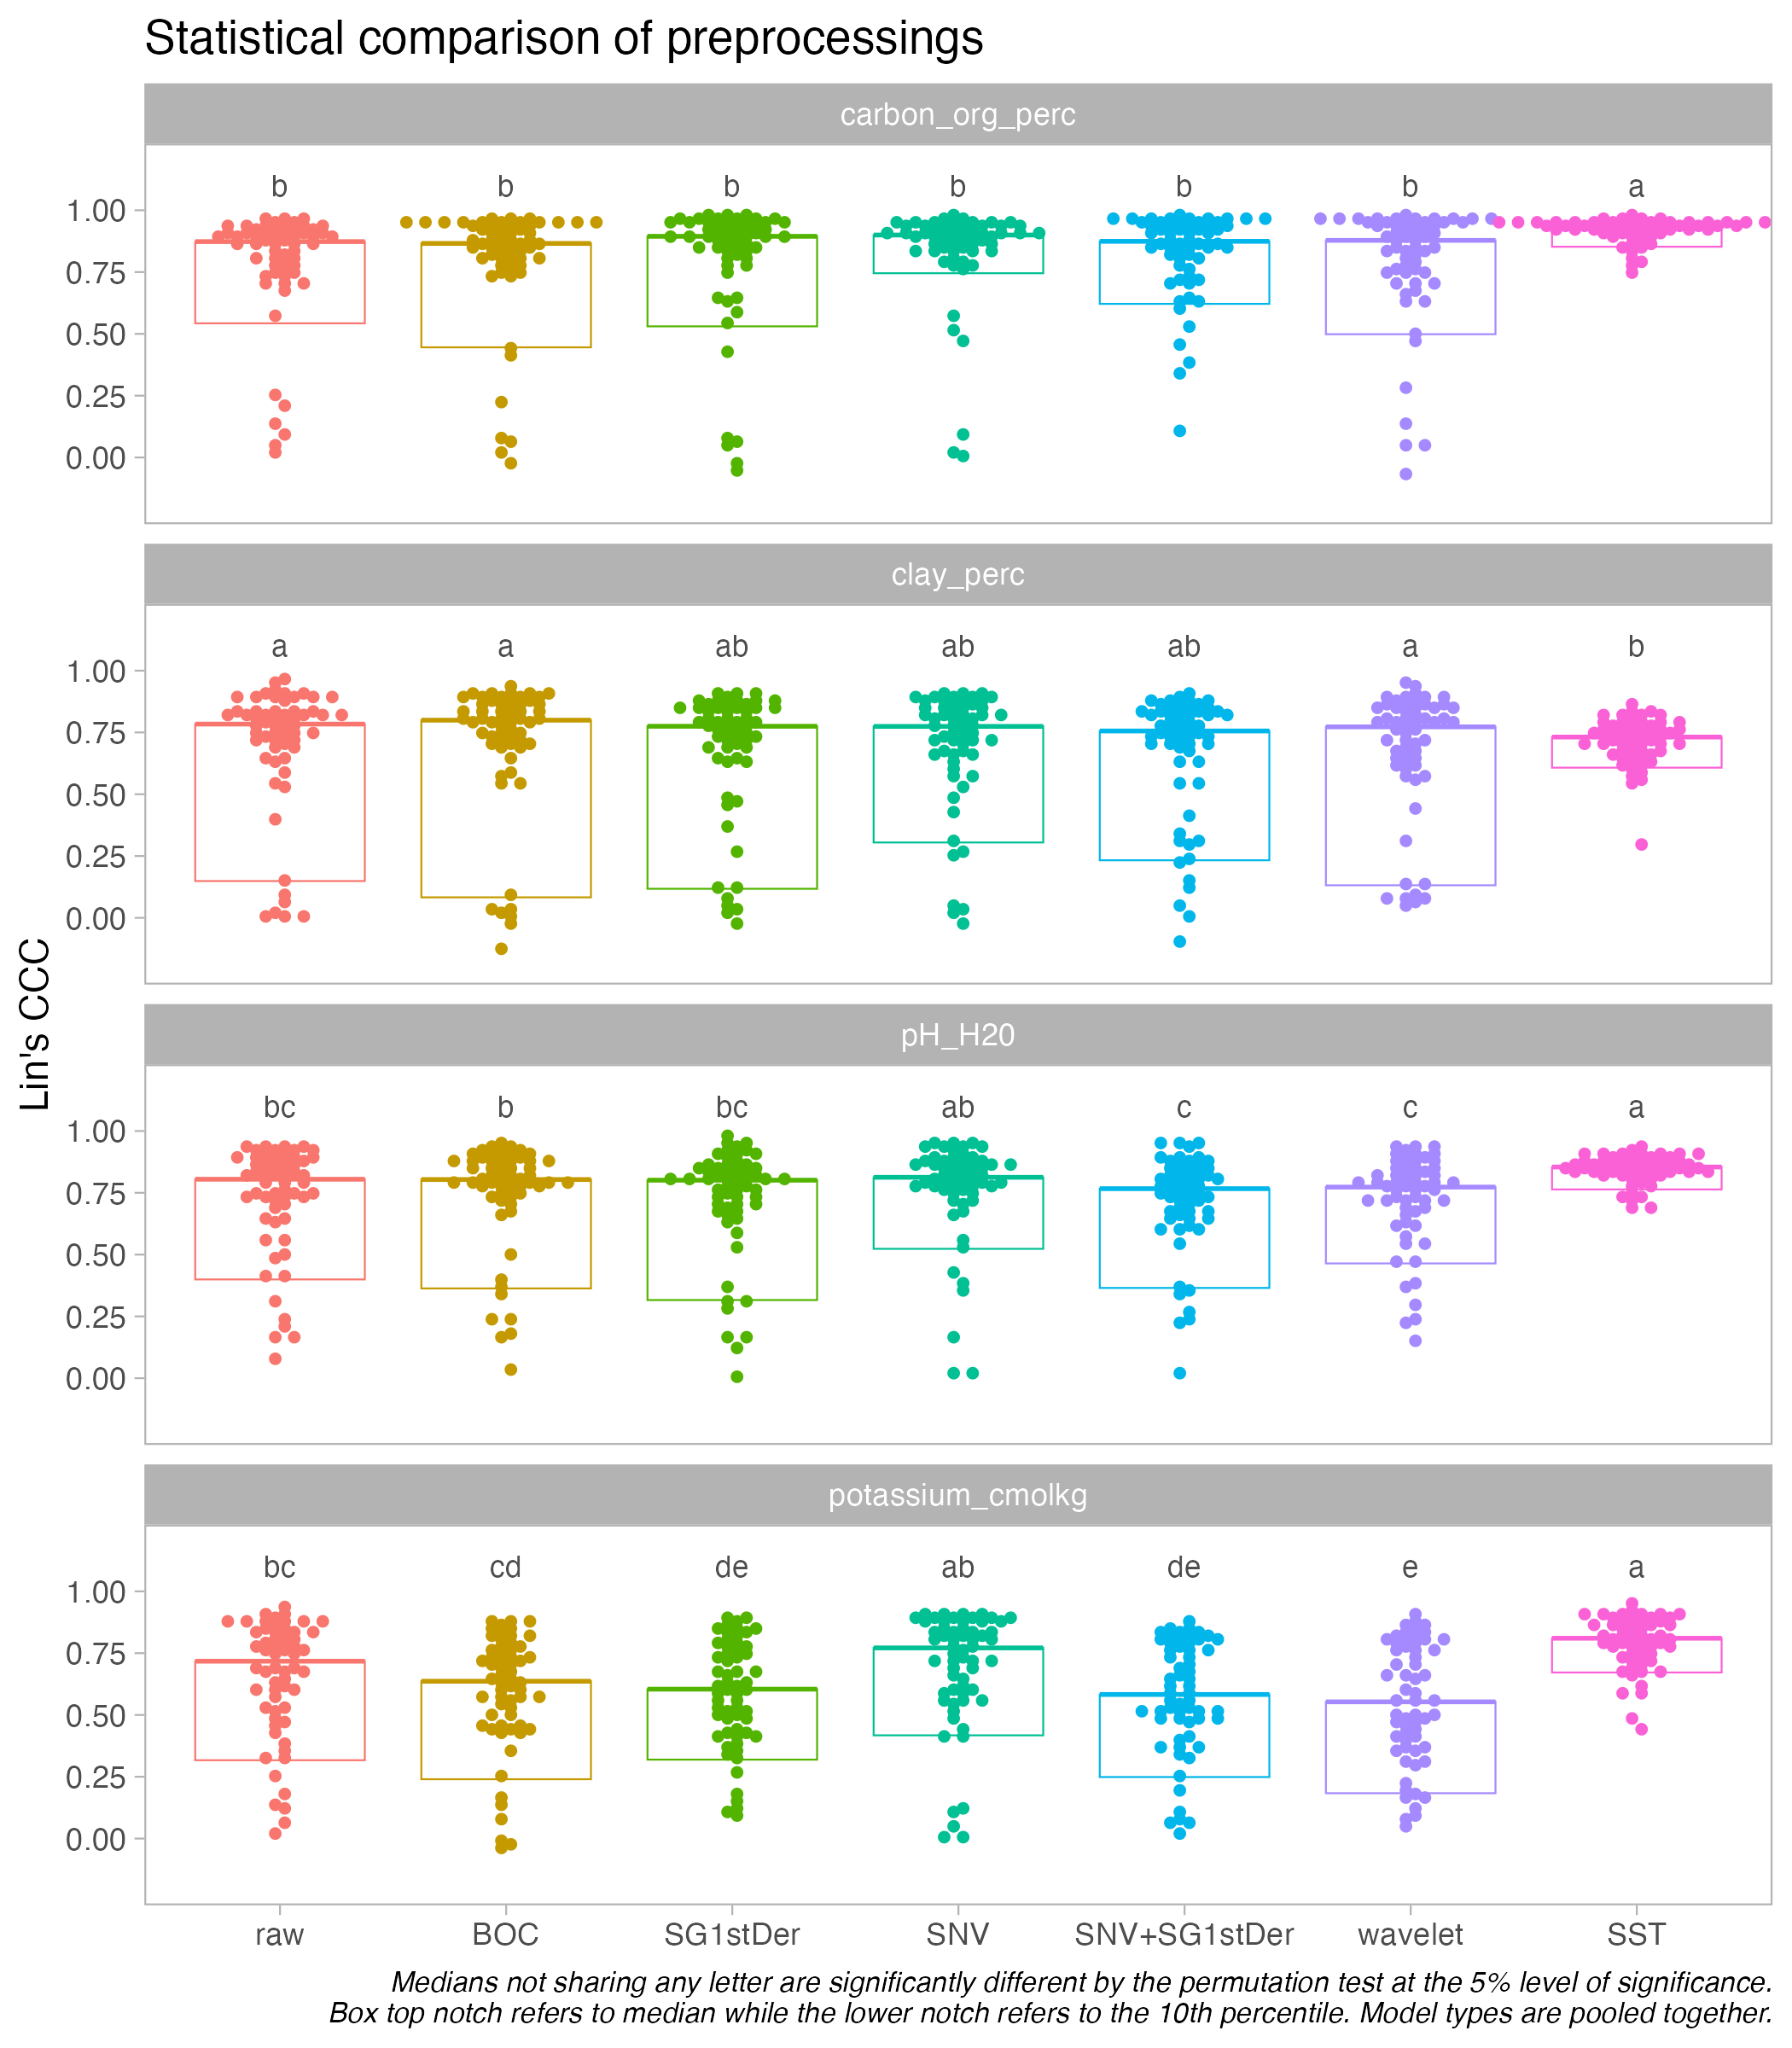 Statistical comparison of preprocessings
carbon_org_perc
b b b b b b a
1.00
0.75
0.50
0.25
0.00
clay_perc
a a ab ab ab a b
1.00
0.75
0.50
0.25
0.00
Lin's CCC
pH_H20
bc b bc ab c c a
1.00
0.75
0.50
0.25
0.00
potassium_cmolkg
bc cd de ab de e a
1.00
0.75
0.50
0.25
0.00
raw BOC SG1stDer SNV SNV+SG1stDer wavelet SST
Medians not sharing any letter are significantly different by the permutation test at the 5% level of significance.
Box top notch refers to median while the lower notch refers to the 10th percentile. Model types are pooled together.